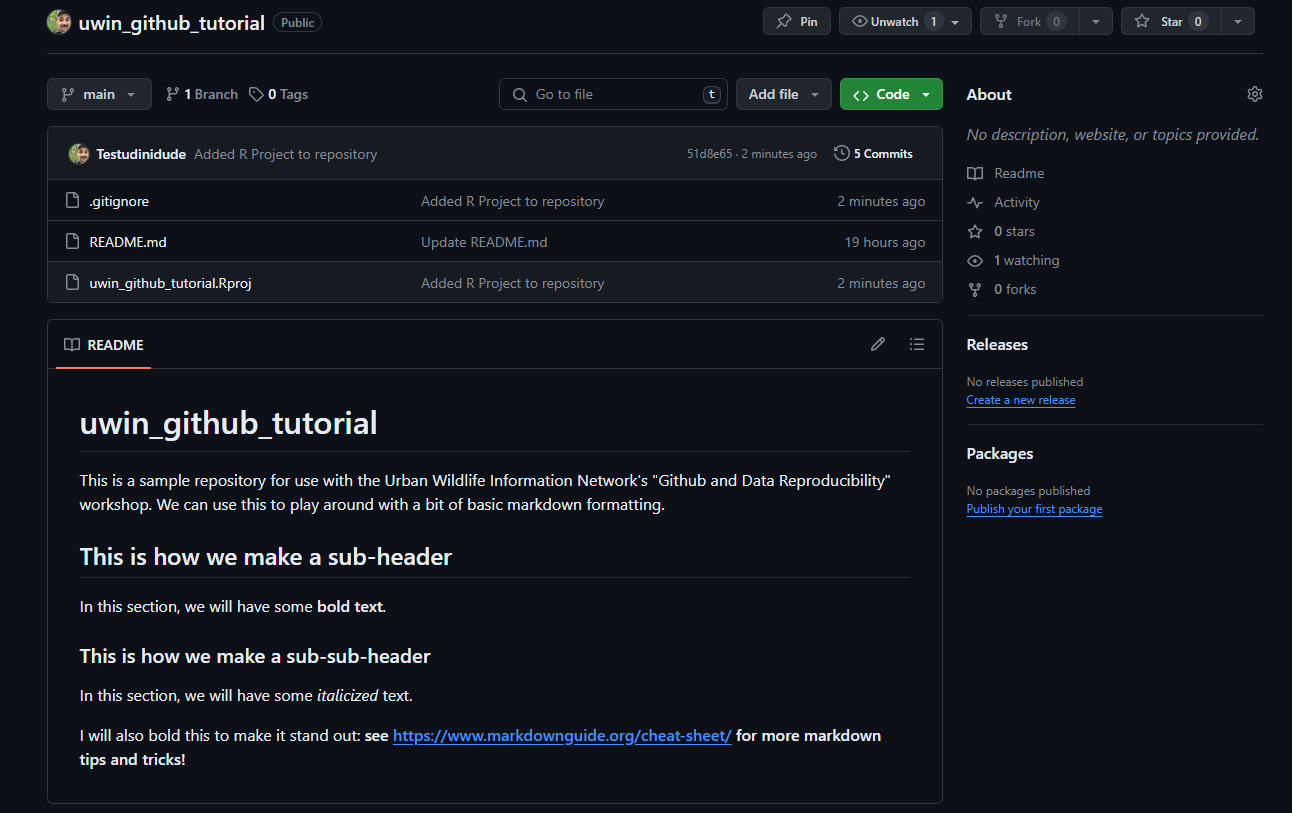 uwin_github_tutorial Public Pin Unwatch 1 Fork 0 Star 0
main 1 Branch 0 Tags Go to file t Add file Code
Testudinidude Added R Project to repository 51d8e65 · 2 minutes ago 5 Commits
.gitignore Added R Project to repository 2 minutes ago
README.md Update README.md 19 hours ago
uwin_github_tutorial.Rproj Added R Project to repository 2 minutes ago
README
uwin_github_tutorial
This is a sample repository for use with the Urban Wildlife Information Network's "Github and Data Reproducibility"
workshop. We can use this to play around with a bit of basic markdown formatting.
This is how we make a sub-header
In this section, we will have some bold text.
This is how we make a sub-sub-header
In this section, we will have some italicized text.
I will also bold this to make it stand out: see https://www.markdownguide.org/cheat-sheet/ for more markdown
tips and tricks!
About
No description, website, or topics provided.
Readme
Activity
0 stars
1 watching
0 forks
Releases
No releases published
Create a new release
Packages
No packages published
Publish your first package